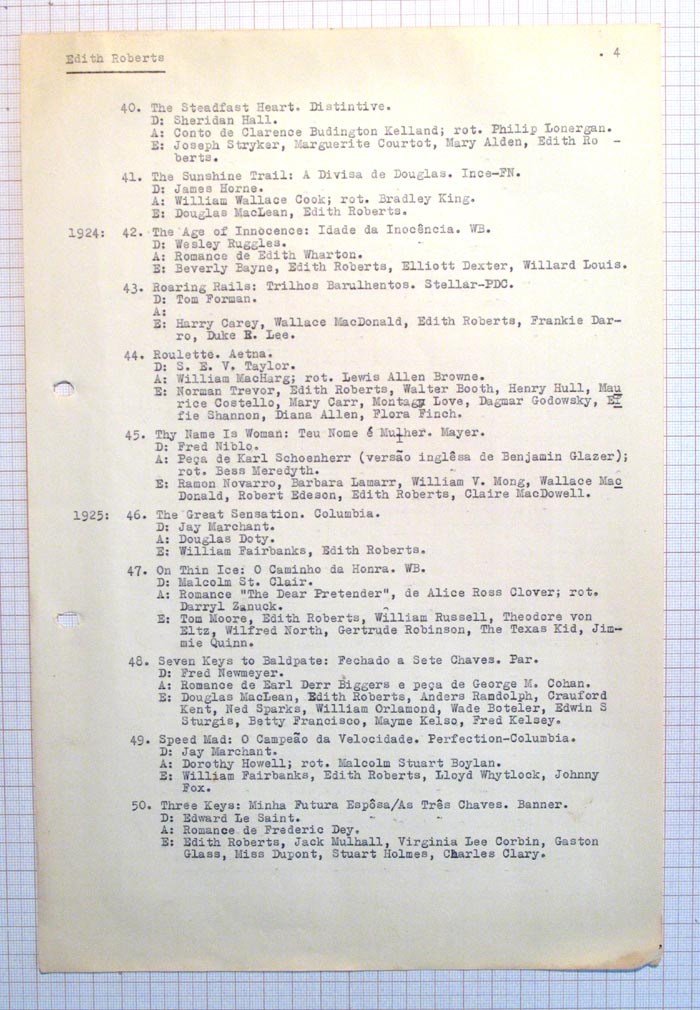 Edith Roberts
. 4
40. The Steadfast Heart. Distintive.
D: Sheridan Hall.
A: Conto de Clarence Budington Kelland; rot. Philip Lonergan.
E: Joseph Stryker, Marguerite Courtot, Mary Alden, Edith Ro -
berts.
41. The Sunshine Trail: A Divisa de Douglas. Ince-FN.
D: James Horne.
A: William Wallace Cook; rot. Bradley King.
E: Douglas MacLean, Edith Roberts.
1924: 42. The Age of Innocence: Idade da Inocência. WB.
D: Wesley Ruggles.
A: Romance de Edith Wharton.
E: Beverly Bayne, Edith Roberts, Elliott Dexter, Willard Louis.
43. Roaring Rails: Trilhos Barulhentos. Stellar-PDC.
D: Tom Forman.
A:
E: Harry Carey, Wallace MacDonald, Edith Roberts, Frankie Dar-
ro, Duke R. Lee.
44. Roulette. Aetna.
D: S. E. V. Taylor.
A: William MacHarg; rot. Lewis Allen Browne.
E: Norman Trevor, Edith Roberts, Walter Booth, Henry Hull, Mau
rice Costello, Mary Carr, Montagu Love, Dagmar Godowsky, Ef
fie Shannon, Diana Allen, Flora Finch.
45. Thy Name Is Woman: Teu Nome é Mulher. Mayer.
D: Fred Niblo.
A: Peça de Karl Schoenherr (versão inglêsa de Benjamin Glazer);
rot. Bess Meredyth.
E: Ramon Novarro, Barbara Lamarr, William V. Mong, Wallace Mac
Donald, Robert Edeson, Edith Roberts, Claire MacDowell.
1925: 46. The Great Sensation. Columbia.
D: Jay Marchant.
A: Douglas Doty.
E: William Fairbanks, Edith Roberts.
47. On Thin Ice: O Caminho da Honra. WB.
D: Malcolm St. Clair.
A: Romance "The Dear Pretender", de Alice Ross Clover; rot.
Darryl Zanuck.
E: Tom Moore, Edith Roberts, William Russell, Theodore von
Eltz, Wilfred North, Gertrude Robinson, The Texas Kid, Jim-
mie Quinn.
48. Seven Keys to Baldpate: Fechado a Sete Chaves. Par.
D: Fred Newmeyer.
A: Romance de Earl Derr Biggers e peça de George M. Cohan.
E: Douglas MacLean, Edith Roberts, Anders Randolph, Crauford
Kent, Ned Sparks, William Orlamond, Wade Boteler, Edwin S
Sturgis, Betty Francisco, Mayme Kelso, Fred Kelsey.
49. Speed Mad: O Campeão da Velocidade. Perfection-Columbia.
D: Jay Marchant.
A: Dorothy Howell; rot. Malcolm Stuart Boylan.
E: William Fairbanks, Edith Roberts, Lloyd Whytlock, Johnny
Fox.
50. Three Keys: Minha Futura Espôsa/As Três Chaves. Banner.
D: Edward Le Saint.
A: Romance de Frederic Dey.
E: Edith Roberts, Jack Mulhall, Virginia Lee Corbin, Gaston
Glass, Miss Dupont, Stuart Holmes, Charles Clary.